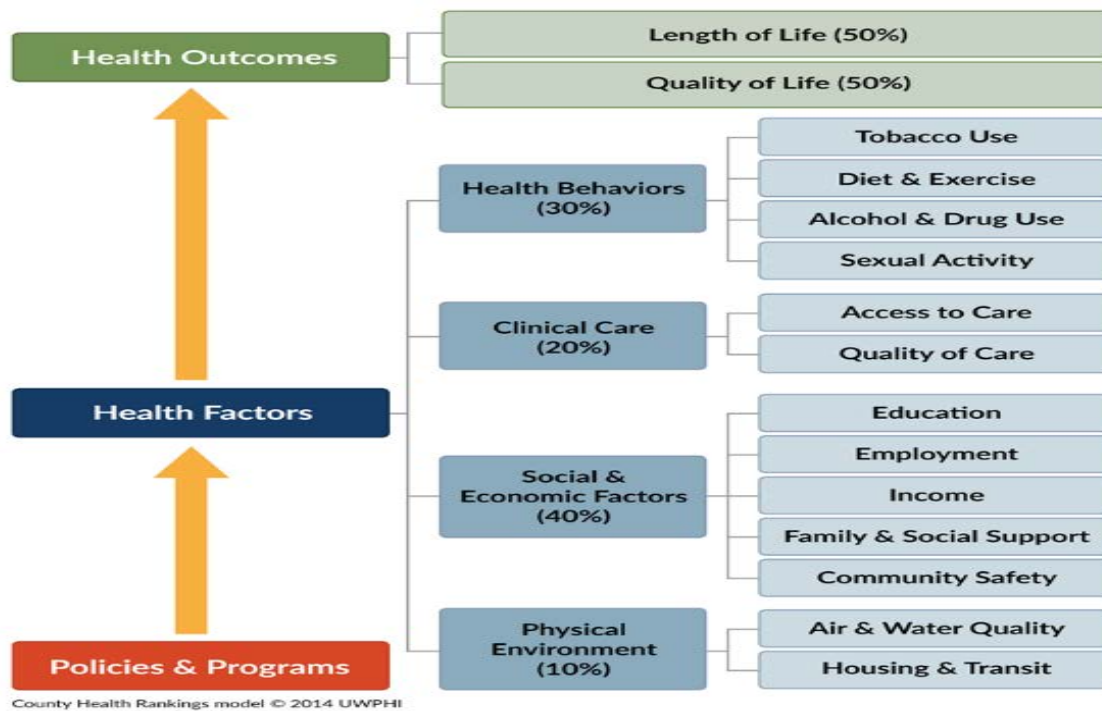 Health Outcomes
Length of Life (50%)
Quality of Life (50%)
Health Factors
Health Behaviors
(30%)
Tobacco Use
Diet & Exercise
Alcohol & Drug Use
Sexual Activity
Clinical Care
(20%)
Access to Care
Quality of Care
Social &
Economic Factors
(40%)
Education
Employment
Income
Family & Social Support
Community Safety
Physical
Environment
(10%)
Air & Water Quality
Housing & Transit
Policies & Programs
County Health Rankings model © 2014 UWPHI